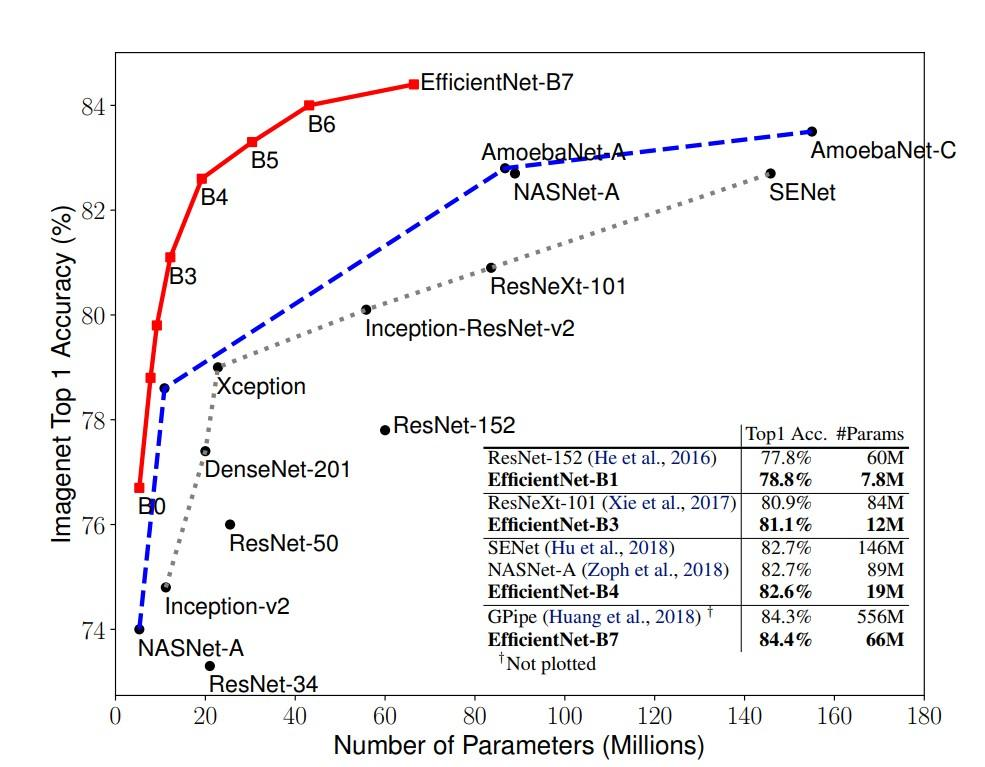 EfficientNet-B7
84
B6
AmoebaNet-A
AmoebaNet-C
B5
NASNet-A
SENet
B4
82
B3
ResNeXt-101
80
Inception-ResNet-v2
Xception
78
ResNet-152
DenseNet-201
B0
76
ResNet-50
Inception-v2
74
NASNet-A
ResNet-34
Imagenet Top 1 Accuracy (%)
Top1 Acc. #Params
ResNet-152 (He et al., 2016) 77.8% 60M
EfficientNet-B1 78.8% 7.8M
ResNeXt-101 (Xie et al., 2017) 80.9% 84M
EfficientNet-B3 81.1% 12M
SENet (Hu et al., 2018) 82.7% 146M
NASNet-A (Zoph et al., 2018) 82.7% 89M
EfficientNet-B4 82.6% 19M
GPipe (Huang et al., 2018) † 84.3% 556M
EfficientNet-B7 84.4% 66M
†Not plotted
0 20 40 60 80 100 120 140 160 180
Number of Parameters (Millions)